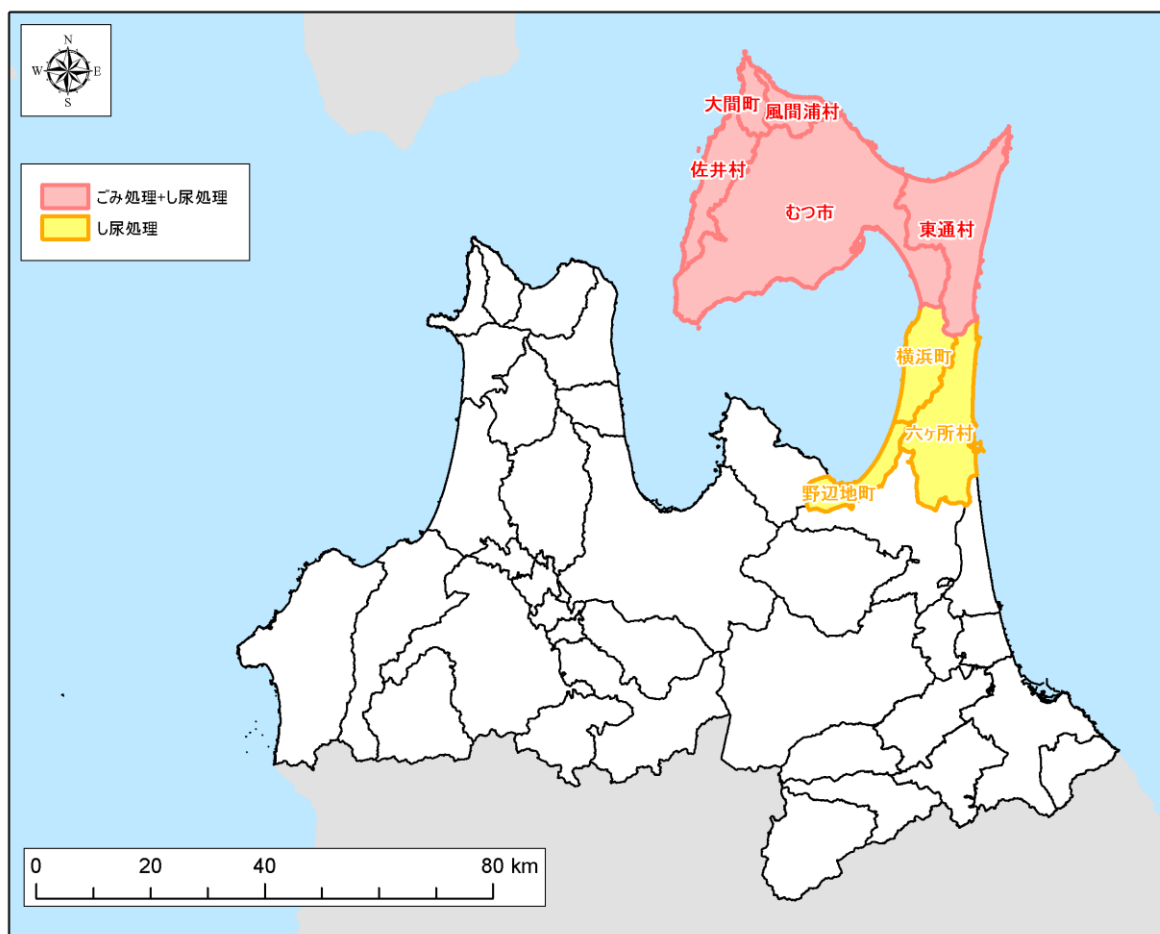 N
W E
S
ごみ処理+し尿処理
し尿処理
大間町
風間浦村
佐井村
むつ市
東通村
横浜町
六ヶ所村
野辺地町
0 20 40 80 km